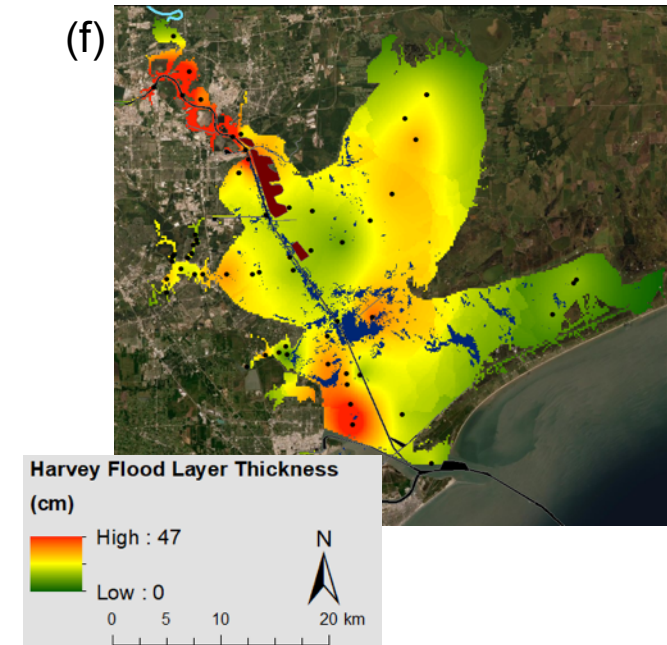 (f)
Harvey Flood Layer Thickness
(cm)
High : 47
Low : 0
N
0 5 10 20 km